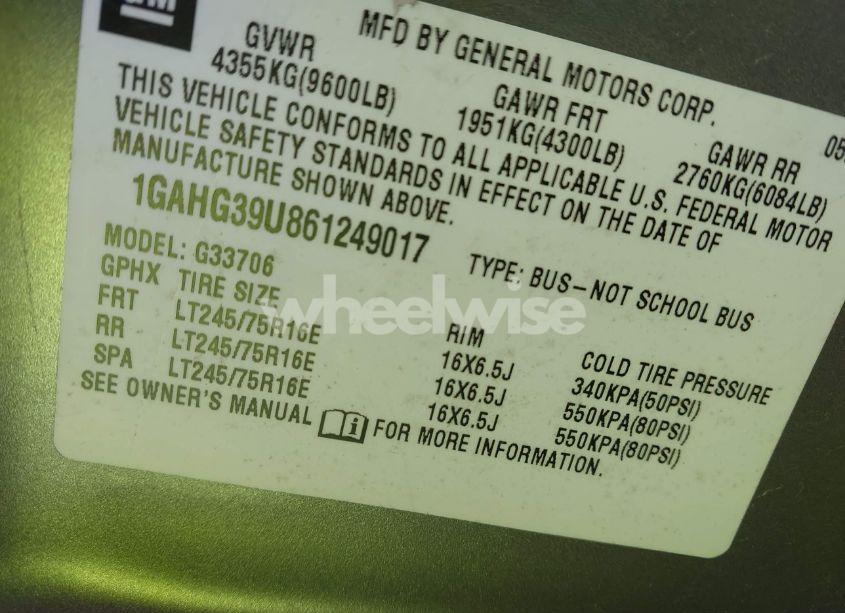 GM
MFD BY GENERAL MOTORS CORP.
GVWR GAWR FRT GAWR RR
4355KG(9600LB) 1951KG(4300LB) 2760KG(6084LB)
THIS VEHICLE CONFORMS TO ALL APPLICABLE U.S. FEDERAL MOTOR
VEHICLE SAFETY STANDARDS IN EFFECT ON THE DATE OF
MANUFACTURE SHOWN ABOVE.
1GAHG39U861249017
TYPE: BUS-NOT SCHOOL BUS
MODEL: G33706
GPHX TIRE SIZE RIM COLD TIRE PRESSURE
FRT LT245/75R16E 16X6.5J 340KPA(50PSI)
RR LT245/75R16E 16X6.5J 550KPA(80PSI)
SPA LT245/75R16E 16X6.5J 550KPA(80PSI)
SEE OWNER'S MANUAL i FOR MORE INFORMATION.
wheelwise